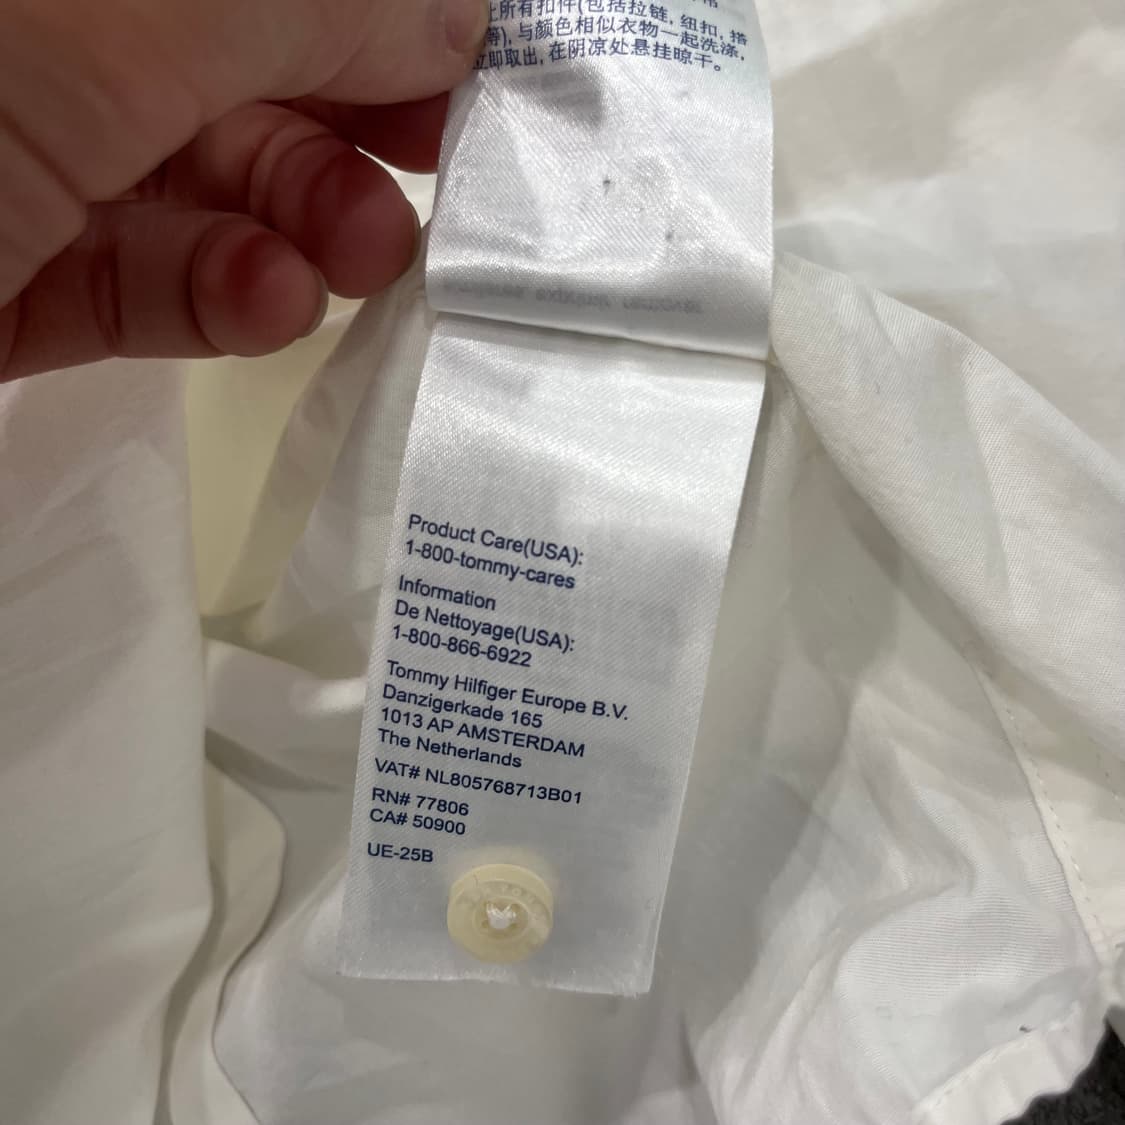 止所有扣件(包括拉链, 纽扣, 搭
等), 与颜色相似衣物一起洗涤,
立即取出, 在阴凉处悬挂晾干。
Product Care(USA):
1-800-tommy-cares
Information
De Nettoyage(USA):
1-800-866-6922
Tommy Hilfiger Europe B.V.
Danzigerkade 165
1013 AP AMSTERDAM
The Netherlands
VAT# NL805768713B01
RN# 77806
CA# 50900
UE-25B